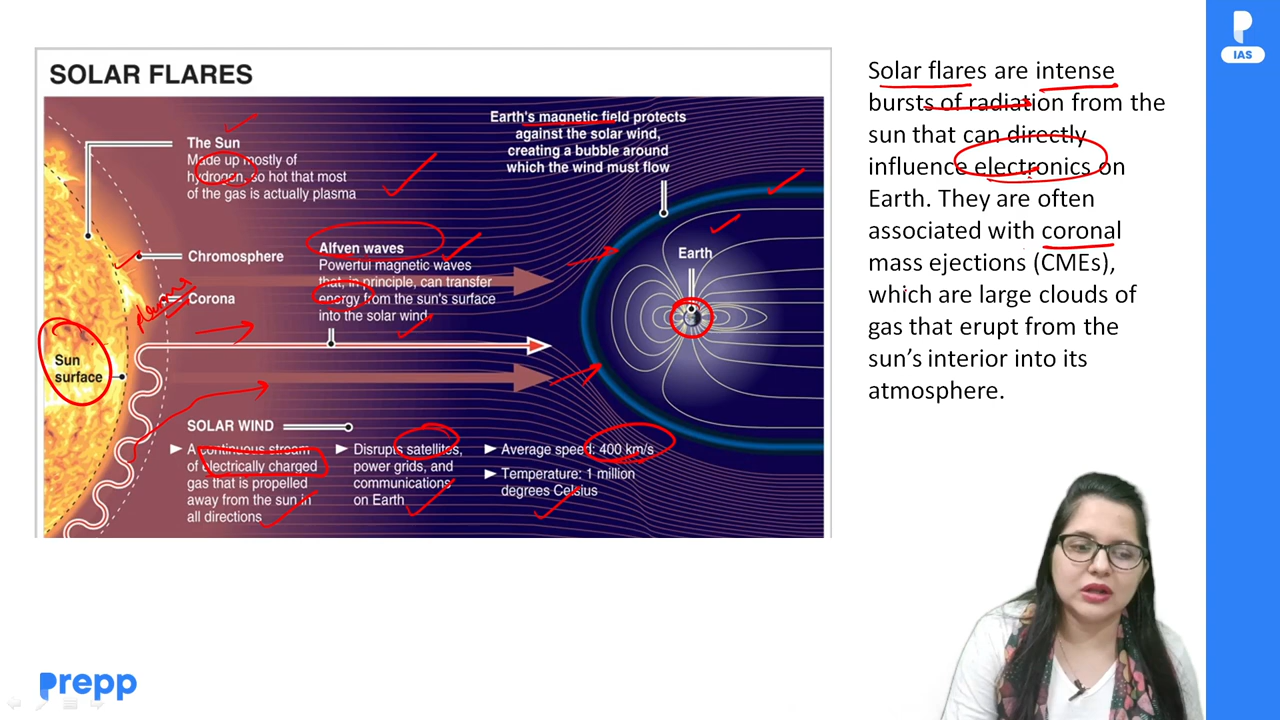 SOLAR FLARES
The Sun
Made up mostly of
hydrogen, so hot that most
of the gas is actually plasma
Chromosphere
Corona
Sun
surface
Alfven waves
Powerful magnetic waves
that, in principle, can transfer
energy from the sun's surface
into the solar wind
Earth's magnetic field protects
against the solar wind,
creating a bubble around
which the wind must flow
Earth
SOLAR WIND
A continuous stream
of electrically charged
gas that is propelled
away from the sun in
all directions
Disrupts satellites,
power grids, and
communications
on Earth
Average speed: 400 km/s
Temperature: 1 million
degrees Celsius
Solar flares are intense
bursts of radiation from the
sun that can directly
influence electronics on
Earth. They are often
associated with coronal
mass ejections (CMEs),
which are large clouds of
gas that erupt from the
sun's interior into its
atmosphere.
IAS
prepp